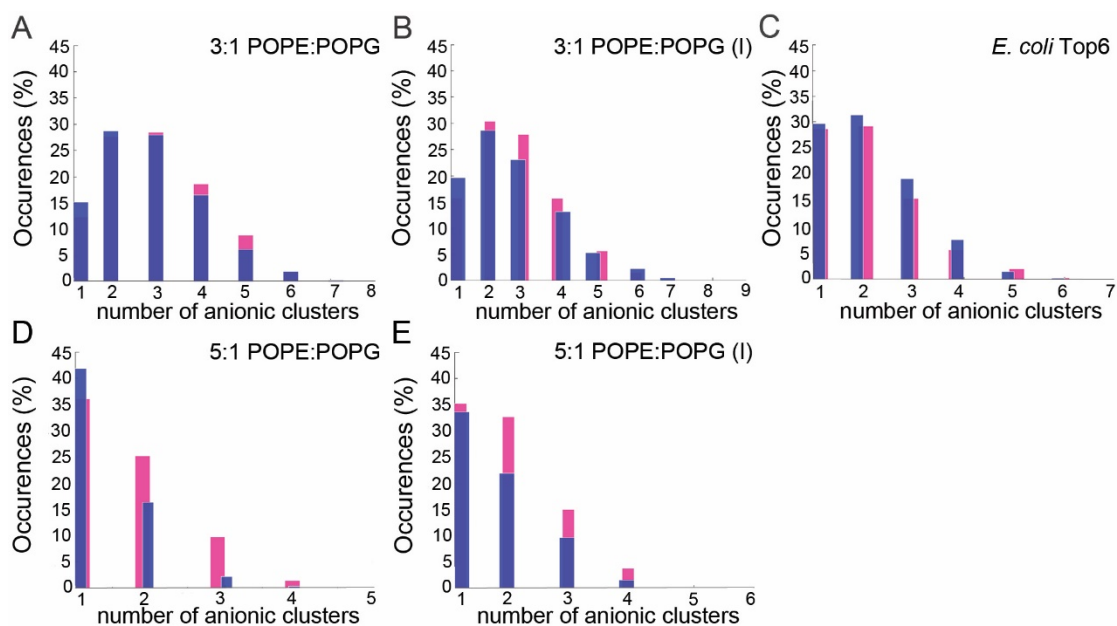 A
3:1 POPE:POPG
Occurences (%)
45
40
35
30
25
20
15
10
5
0
1 2 3 4 5 6 7 8
number of anionic clusters
B
3:1 POPE:POPG (I)
Occurences (%)
45
40
35
30
25
20
15
10
5
0
1 2 3 4 5 6 7 8 9
number of anionic clusters
C
E. coli Top6
Occurences (%)
45
40
35
30
25
20
15
10
5
0
1 2 3 4 5 6 7
number of anionic clusters
D
5:1 POPE:POPG
Occurences (%)
45
40
35
30
25
20
15
10
5
0
1 2 3 4 5
number of anionic clusters
E
5:1 POPE:POPG (I)
Occurences (%)
45
40
35
30
25
20
15
10
5
0
1 2 3 4 5 6
number of anionic clusters